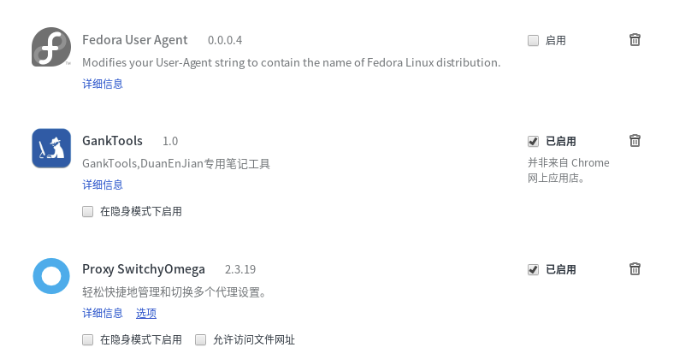 Fedora User Agent 0.0.0.4 启用
Modifies your User-Agent string to contain the name of Fedora Linux distribution.
详细信息
GankTools 1.0 已启用
GankTools,DuanEnJian专用笔记工具 并非来自 Chrome
网上应用店。
详细信息
在隐身模式下启用
Proxy SwitchyOmega 2.3.19 已启用
轻松快捷地管理和切换多个代理设置。
详细信息 选项
在隐身模式下启用 允许访问文件网址